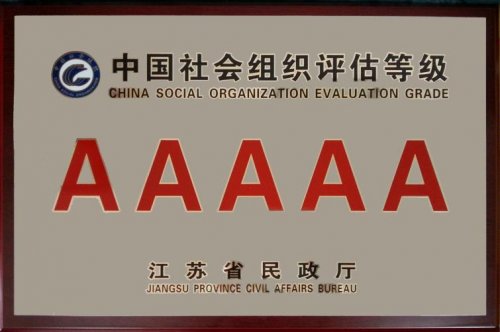 中国社会组织评估等级
CHINA SOCIAL ORGANIZATION EVALUATION GRADE
AAAAA
江苏省民政厅
JIANGSU PROVINCE CIVIL AFFAIRS BUREAU